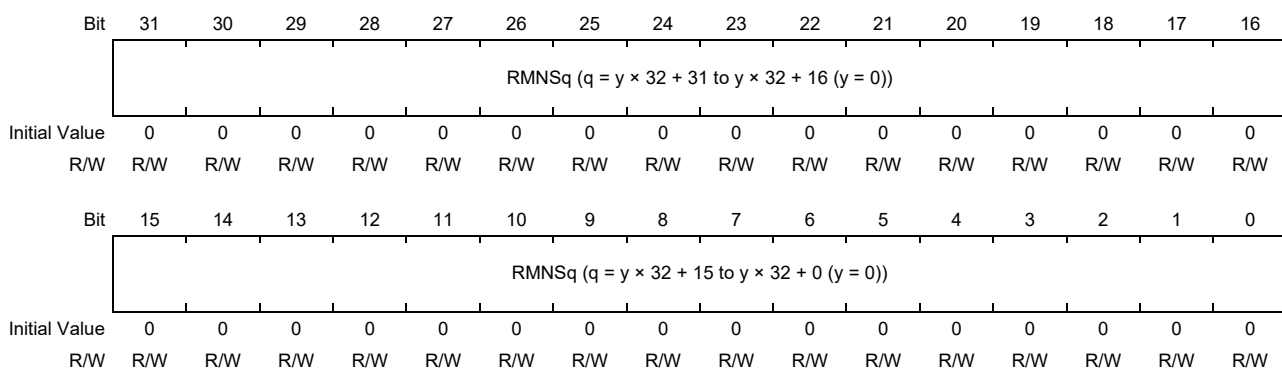 Bit 31 30 29 28 27 26 25 24 23 22 21 20 19 18 17 16
RMNSq (q = y × 32 + 31 to y × 32 + 16 (y = 0))
Initial Value 0 0 0 0 0 0 0 0 0 0 0 0 0 0 0 0
R/W R/W R/W R/W R/W R/W R/W R/W R/W R/W R/W R/W R/W R/W R/W R/W R/W
Bit 15 14 13 12 11 10 9 8 7 6 5 4 3 2 1 0
RMNSq (q = y × 32 + 15 to y × 32 + 0 (y = 0))
Initial Value 0 0 0 0 0 0 0 0 0 0 0 0 0 0 0 0
R/W R/W R/W R/W R/W R/W R/W R/W R/W R/W R/W R/W R/W R/W R/W R/W R/W